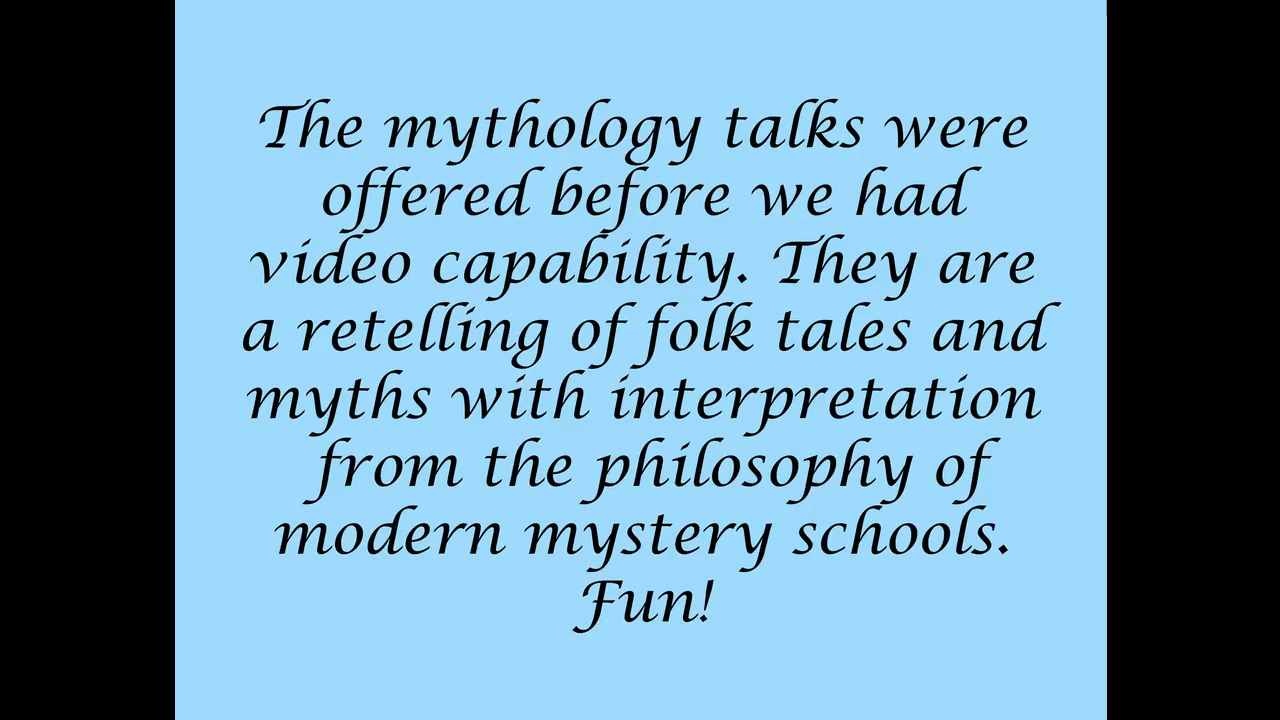 The mythology talks were
offered before we had
video capability. They are
a retelling of folk tales and
myths with interpretation
from the philosophy of
modern mystery schools.
Fun!